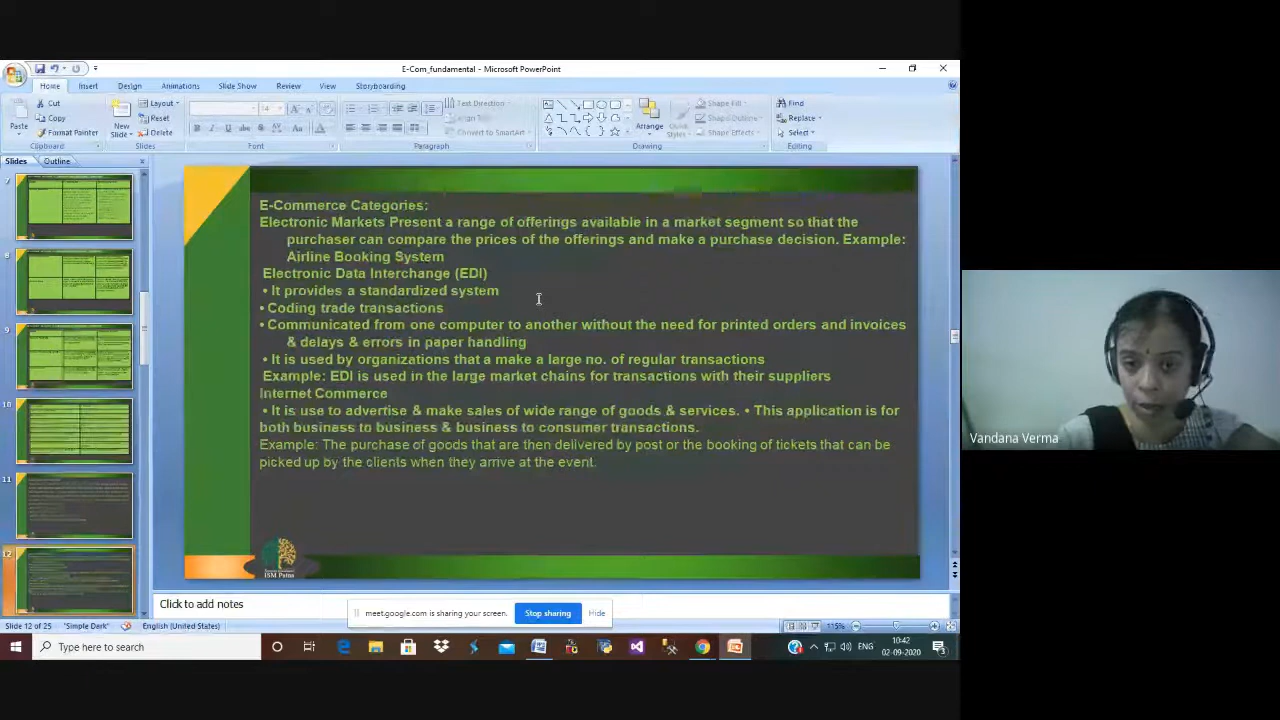 E-Com_fundamental - Microsoft PowerPoint
Home Insert Design Animations Slide Show Review View Storyboarding
Cut
Copy
Format Painter
Paste
Clipboard
New
Slide
Layout
Reset
Delete
Slides
Font
Text Direction
Align Text
Convert to SmartArt
Paragraph
Arrange
Quick
Styles
Shape Fill
Shape Outline
Shape Effects
Drawing
Find
Replace
Select
Editing
Slides Outline
7
8
9
10
11
12
E-Commerce Categories:
Electronic Markets Present a range of offerings available in a market segment so that the
purchaser can compare the prices of the offerings and make a purchase decision. Example:
Airline Booking System
Electronic Data Interchange (EDI)
• It provides a standardized system
• Coding trade transactions
• Communicated from one computer to another without the need for printed orders and invoices
& delays & errors in paper handling
• It is used by organizations that a make a large no. of regular transactions
Example: EDI is used in the large market chains for transactions with their suppliers
Internet Commerce
• It is use to advertise & make sales of wide range of goods & services. • This application is for
both business to business & business to consumer transactions.
Example: The purchase of goods that are then delivered by post or the booking of tickets that can be
picked up by the clients when they arrive at the event.
ISM Patna
Vandana Verma
Click to add notes
meet.google.com is sharing your screen. Stop sharing Hide
Slide 12 of 25 "Simple Dark" English (United States) 115%
Type here to search
ENG
10:42
02-09-2020
3